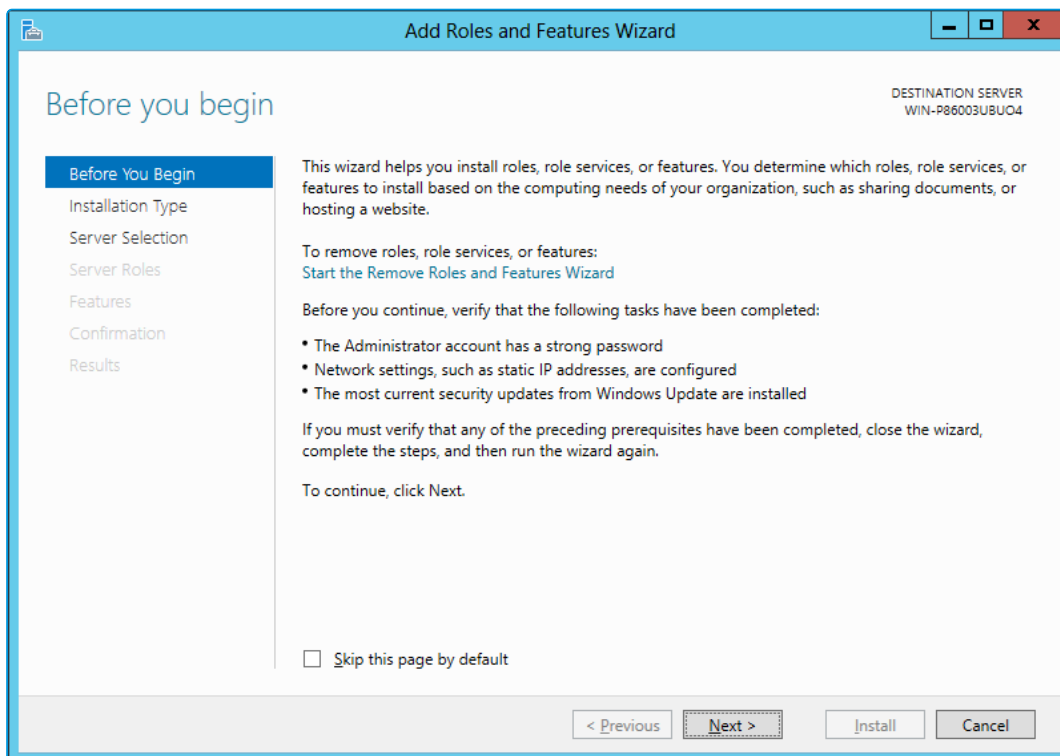 Add Roles and Features Wizard
Before you begin
DESTINATION SERVER
WIN-P86003UBUO4
Before You Begin
Installation Type
Server Selection
Server Roles
Features
Confirmation
Results
This wizard helps you install roles, role services, or features. You determine which roles, role services, or
features to install based on the computing needs of your organization, such as sharing documents, or
hosting a website.
To remove roles, role services, or features:
Start the Remove Roles and Features Wizard
Before you continue, verify that the following tasks have been completed:
• The Administrator account has a strong password
• Network settings, such as static IP addresses, are configured
• The most current security updates from Windows Update are installed
If you must verify that any of the preceding prerequisites have been completed, close the wizard,
complete the steps, and then run the wizard again.
To continue, click Next.
Skip this page by default
< Previous
Next >
Install
Cancel